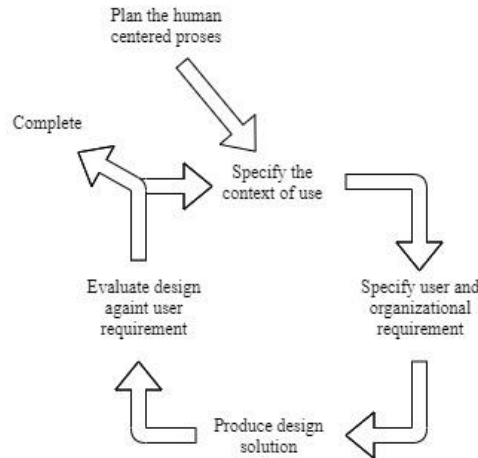 Plan the human
centered proses
Complete
Specify the
context of use
Evaluate design
againt user
requirement
Specify user and
organizational
requirement
Produce design
solution